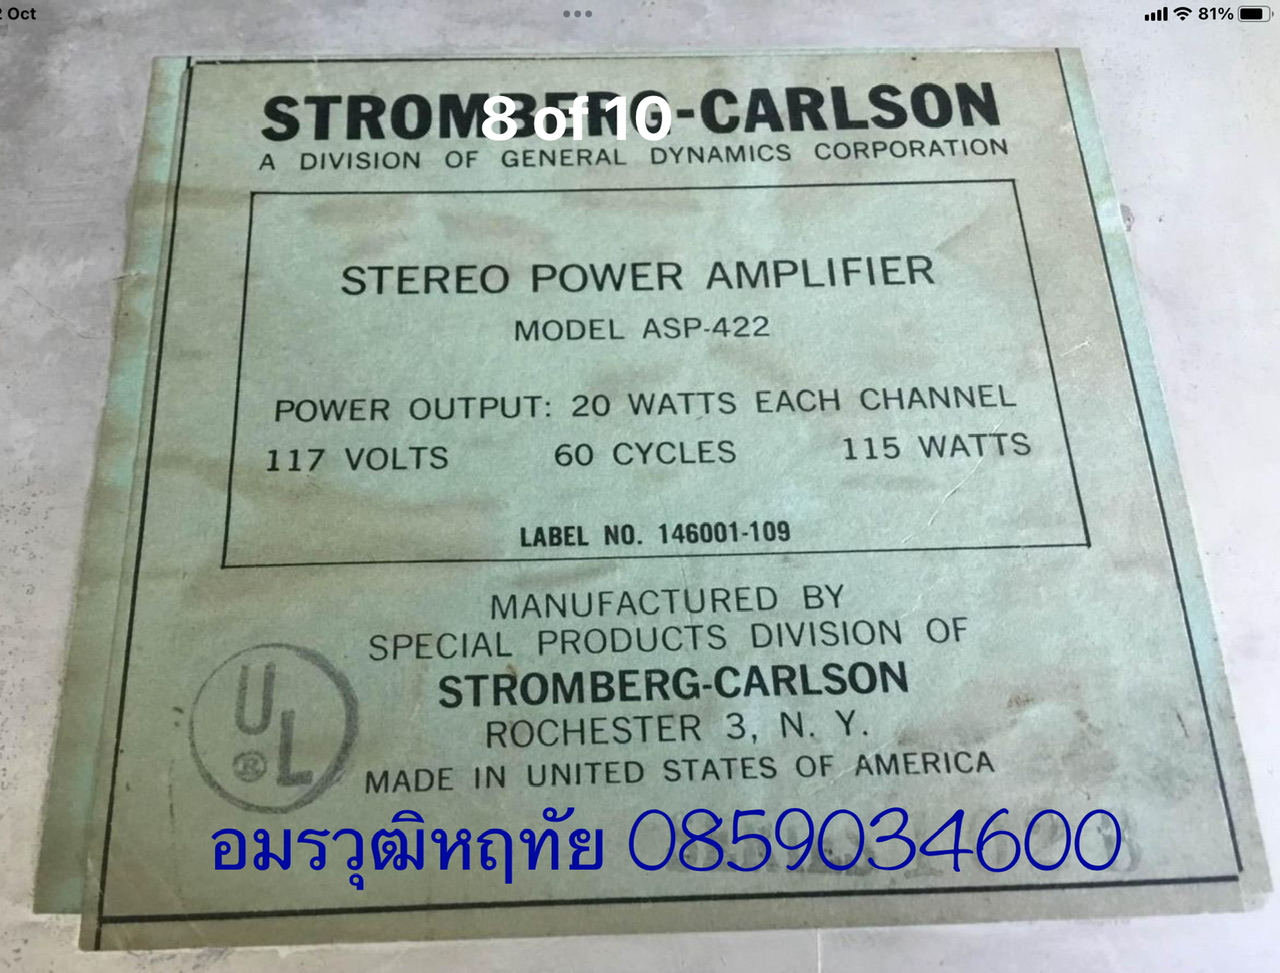 2 Oct
81%
8 of 10
STROMBERG-CARLSON
A DIVISION OF GENERAL DYNAMICS CORPORATION
STEREO POWER AMPLIFIER
MODEL ASP-422
POWER OUTPUT: 20 WATTS EACH CHANNEL
117 VOLTS 60 CYCLES 115 WATTS
LABEL NO. 146001-109
MANUFACTURED BY
SPECIAL PRODUCTS DIVISION OF
STROMBERG-CARLSON
ROCHESTER 3, N. Y.
MADE IN UNITED STATES OF AMERICA
UL
®
อมรวุฒิหฤทัย 0859034600